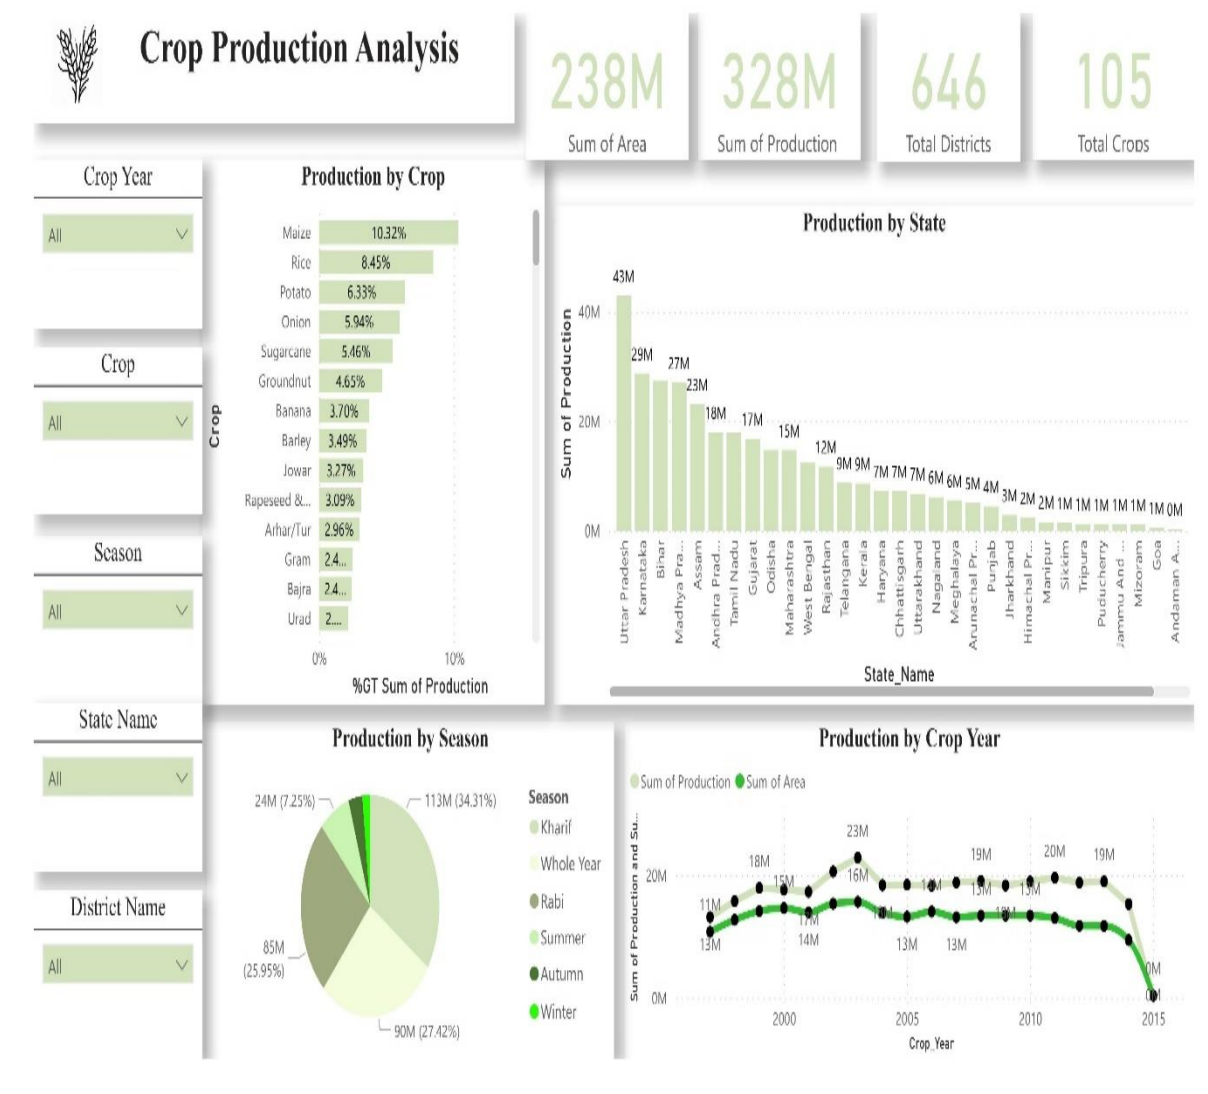 Crop Production Analysis
238M
Sum of Area
328M
Sum of Production
646
Total Districts
105
Total Crops
Crop Year
All
Crop
All
Season
All
State Name
All
District Name
All
Production by Crop
Crop
Maize 10.32%
Rice 8.45%
Potato 6.33%
Onion 5.94%
Sugarcane 5.46%
Groundnut 4.65%
Banana 3.70%
Barley 3.49%
Jowar 3.27%
Rapeseed &... 3.09%
Arhar/Tur 2.96%
Gram 2.4...
Bajra 2.4...
Urad 2....
0% 10%
%GT Sum of Production
Production by State
Sum of Production
40M
20M
0M
43M
29M
27M
23M
18M
17M
15M
12M
9M 9M 7M 7M 7M 6M 6M 5M 4M 3M 2M 2M 1M 1M 1M 1M 1M 1M 0M
Uttar Pradesh
Karnataka
Bihar
Madhya Pra...
Assam
Andhra Prad...
Tamil Nadu
Gujarat
Odisha
Maharashtra
West Bengal
Rajasthan
Telangana
Kerala
Haryana
Chhattisgarh
Uttarakhand
Nagaland
Meghalaya
Arunachal Pr...
Punjab
Jharkhand
Himachal Pr...
Manipur
Sikkim
Tripura
Puducherry
Jammu And ...
Mizoram
Goa
Andaman A...
State_Name
Production by Season
24M (7.25%)
113M (34.31%)
85M
(25.95%)
90M (27.42%)
Season
Kharif
Whole Year
Rabi
Summer
Autumn
Winter
Production by Crop Year
Sum of Production Sum of Area
Sum of Production and Su...
20M
0M
11M
13M
18M
15M
17M
14M
23M
16M
13M
13M
19M
13M
13M
20M
19M
0M
0M
2000 2005 2010 2015
Crop_Year